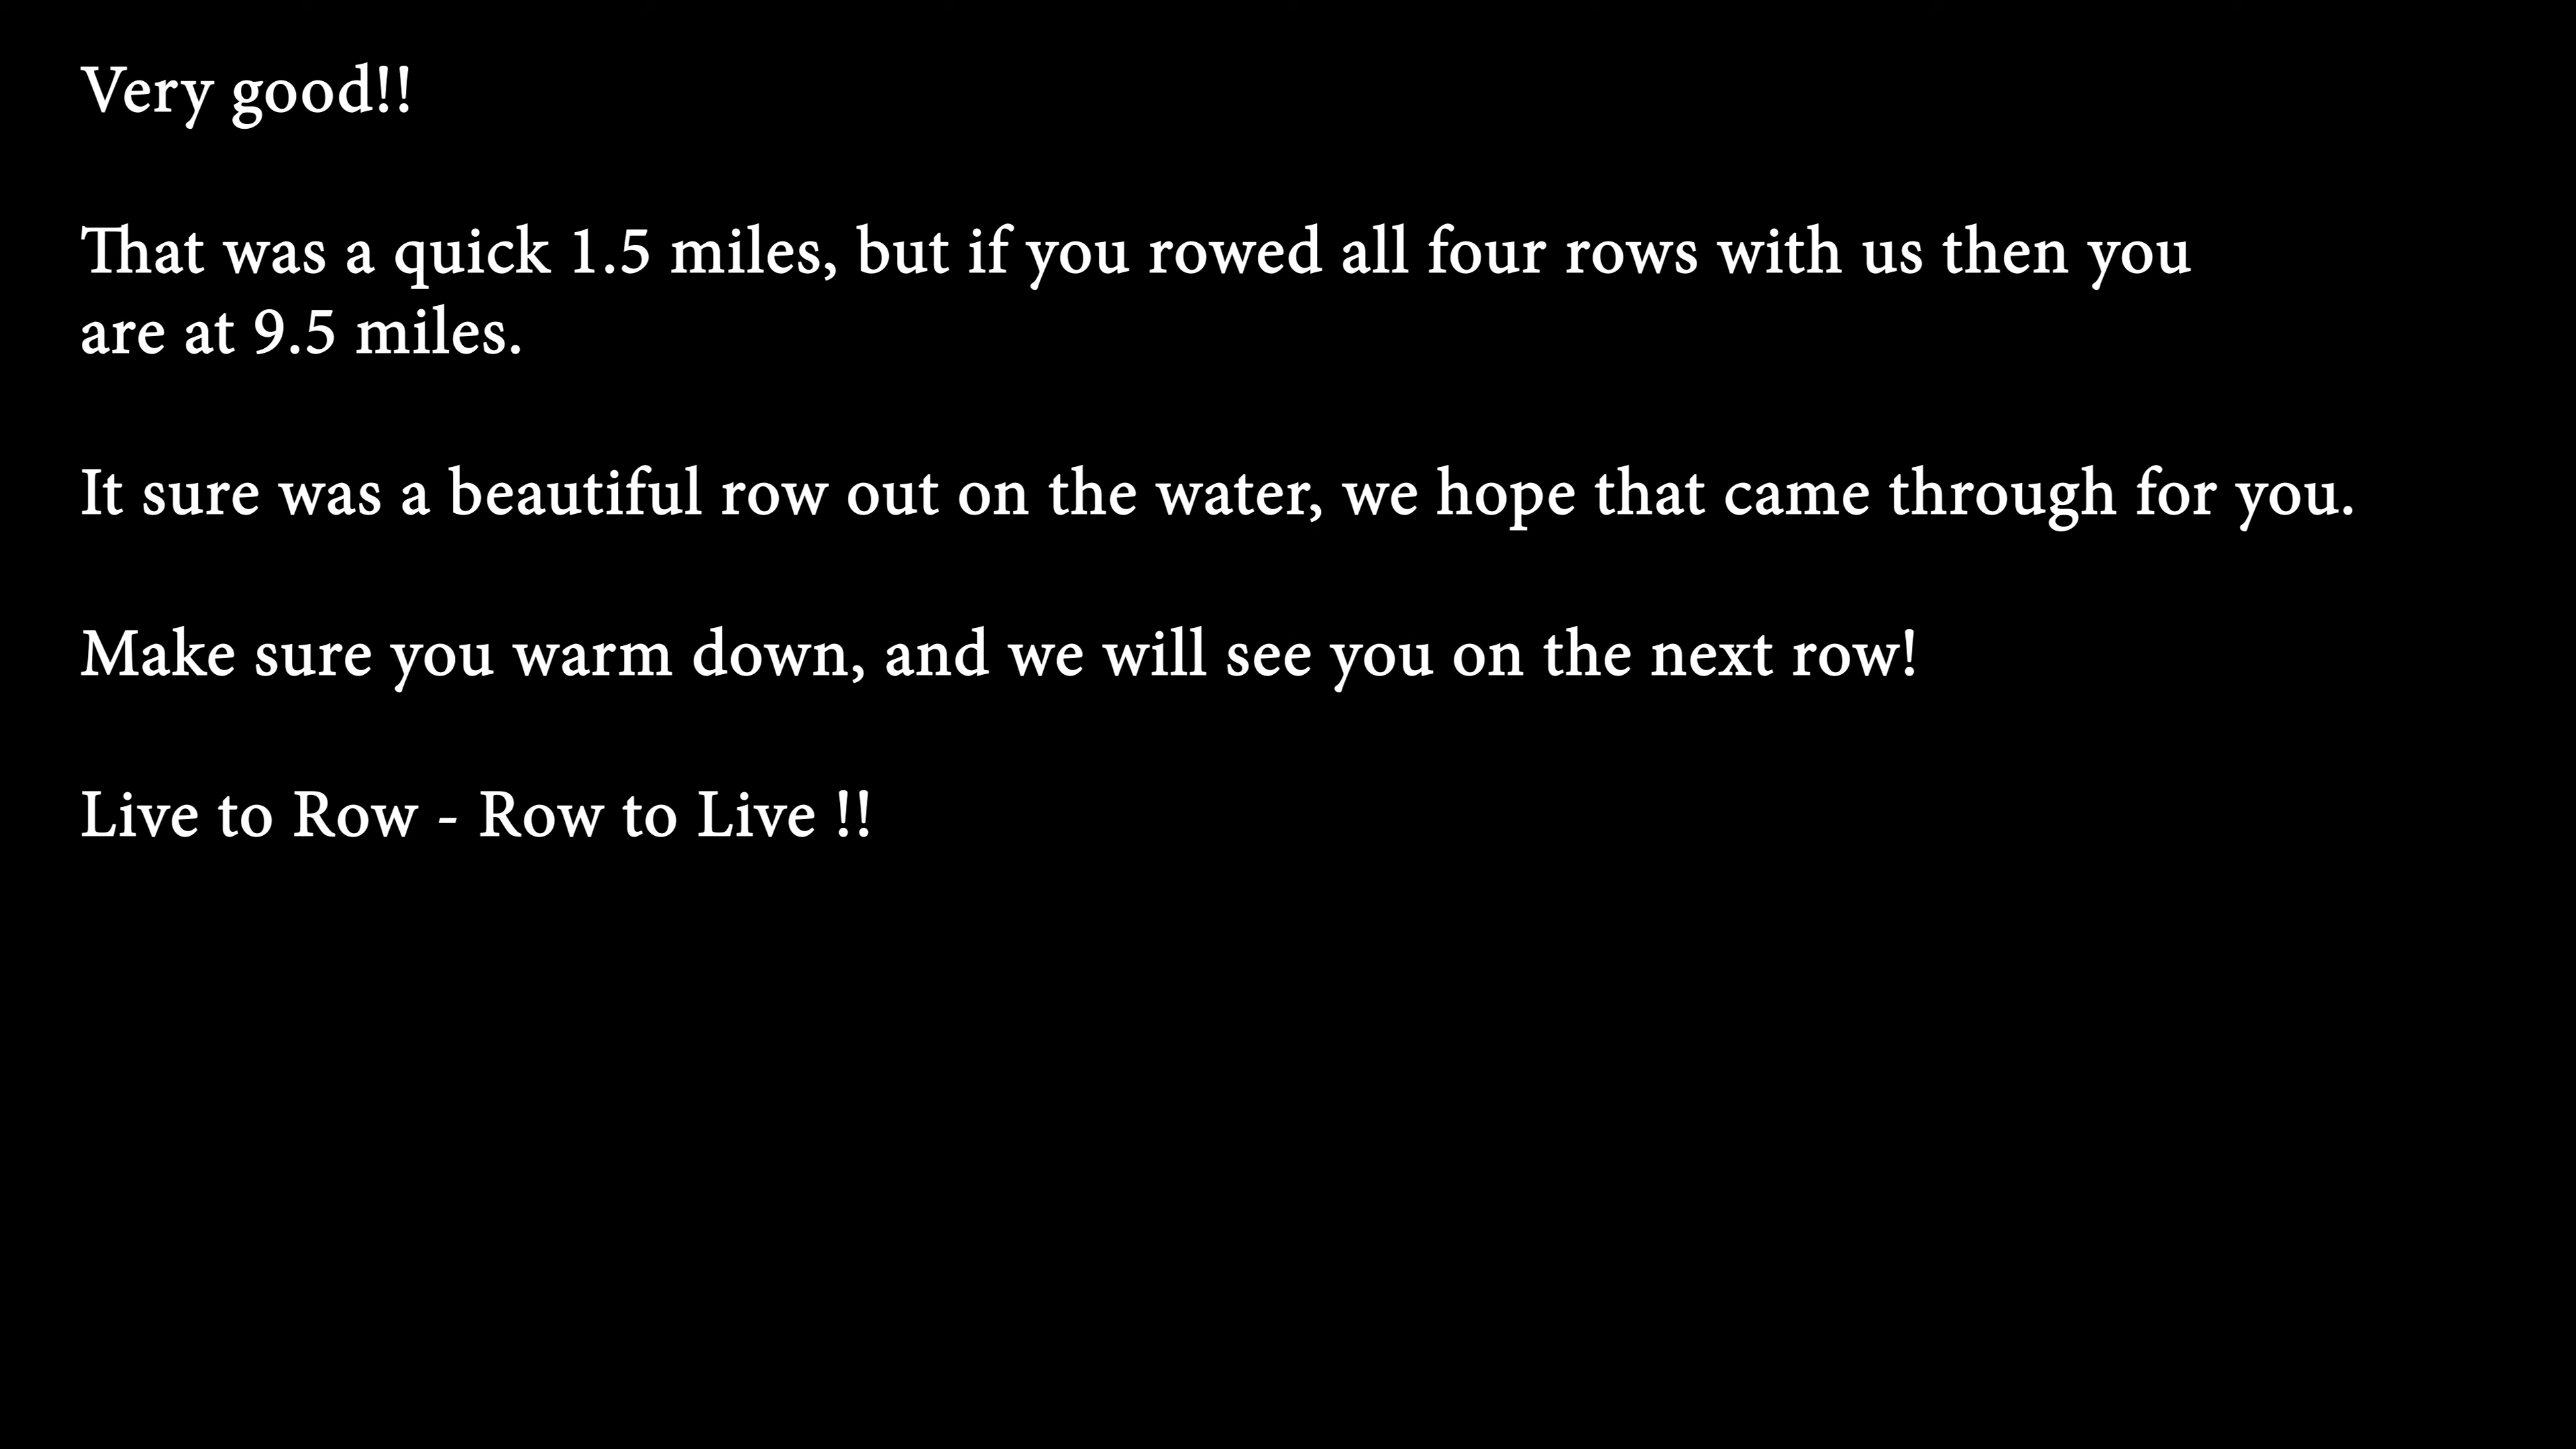 Very good!!
That was a quick 1.5 miles, but if you rowed all four rows with us then you
are at 9.5 miles.
It sure was a beautiful row out on the water, we hope that came through for you.
Make sure you warm down, and we will see you on the next row!
Live to Row - Row to Live !!